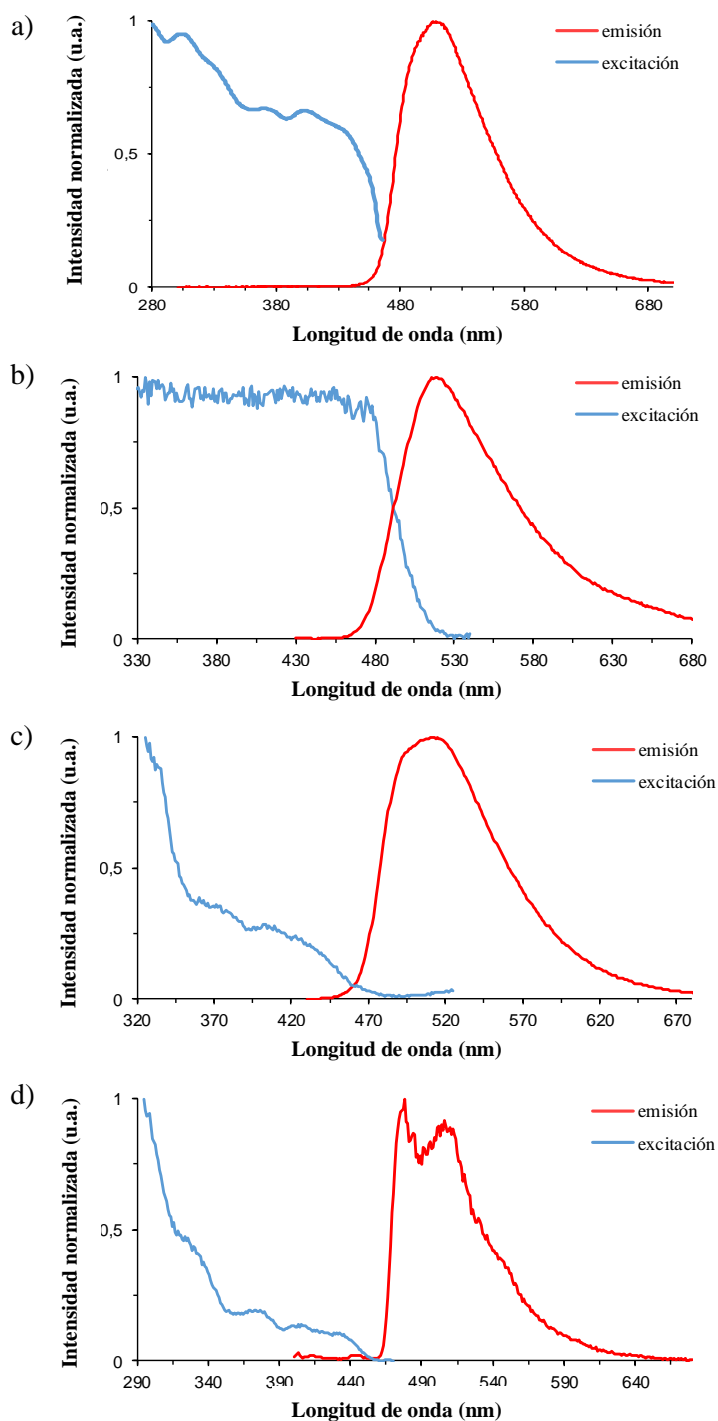 a)
Intensidad normalizada (u.a.)
1
0,5
0
emisión
excitación
280 380 480 580 680
Longitud de onda (nm)
b)
Intensidad normalizada (u.a.)
1
0,5
0
emisión
excitación
330 380 430 480 530 580 630 680
Longitud de onda (nm)
c)
Intensidad normalizada (u.a.)
1
0,5
0
emisión
excitación
320 370 420 470 520 570 620 670
Longitud de onda (nm)
d)
Intensidad normalizada (u.a.)
1
0,5
0
emisión
excitación
290 340 390 440 490 540 590 640
Longitud de onda (nm)